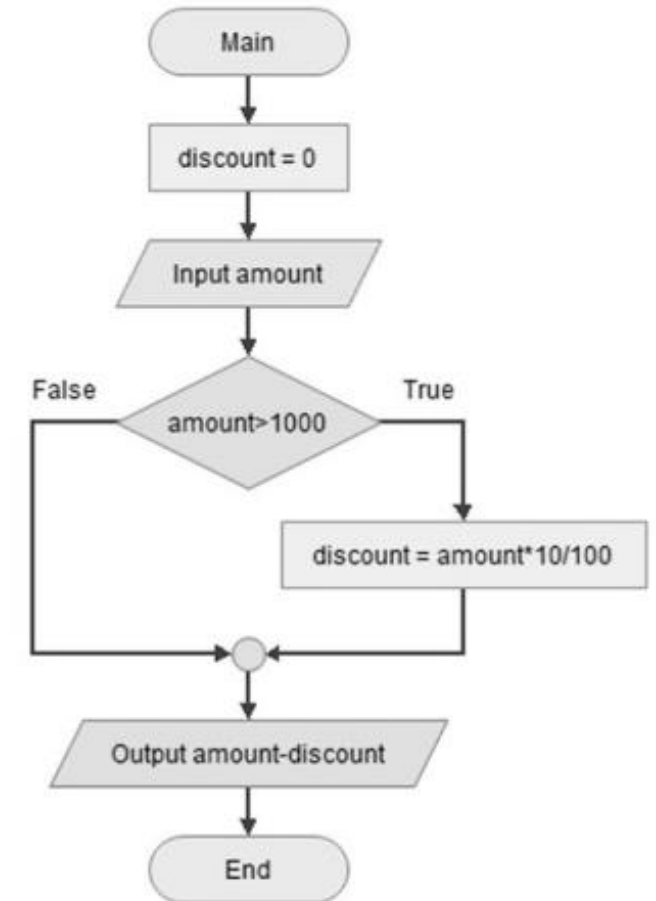 Main
discount = 0
Input amount
False
True
amount>1000
discount = amount*10/100
Output amount-discount
End